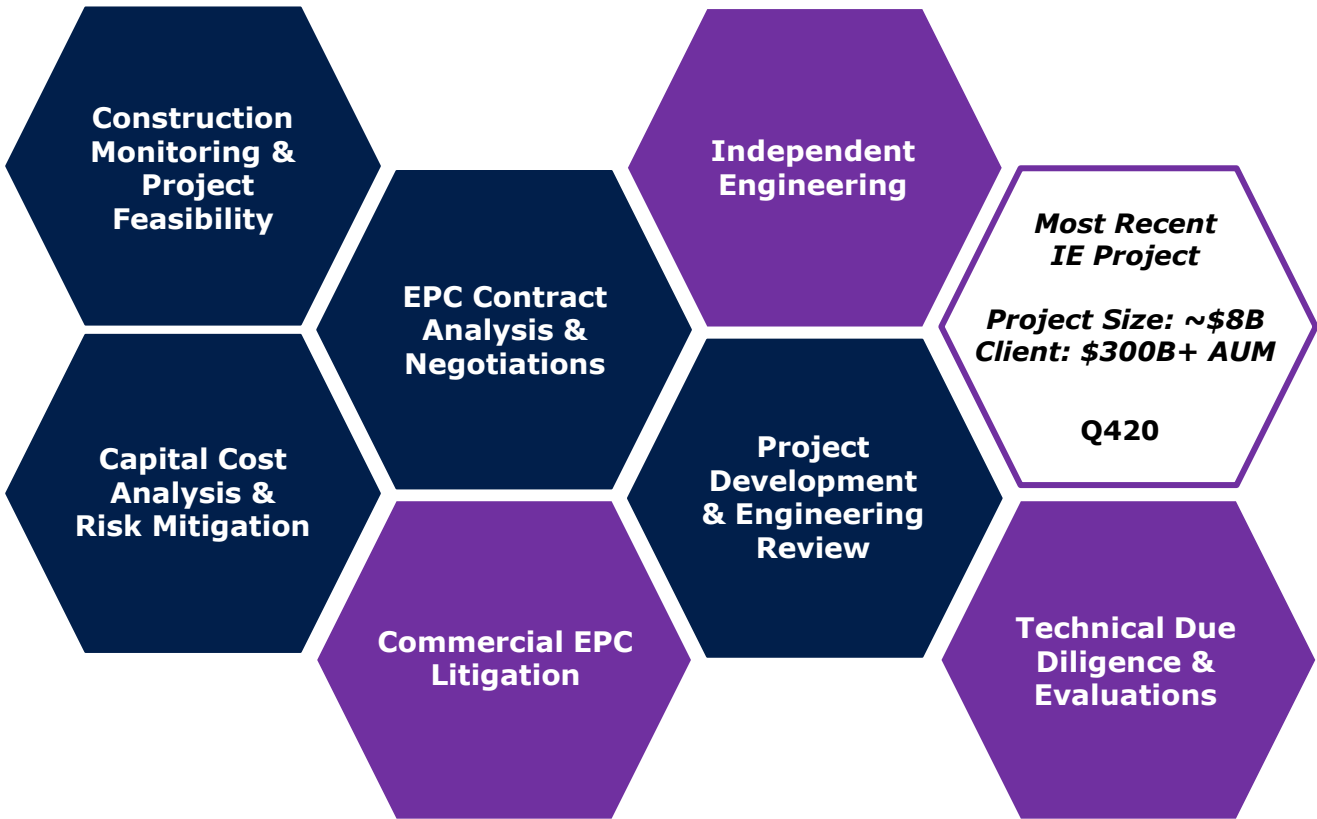 Construction
Monitoring &
Project
Feasibility
Independent
Engineering
Most Recent
IE Project
Project Size: ~$8B
Client: $300B+ AUM
Q420
EPC Contract
Analysis &
Negotiations
Capital Cost
Analysis &
Risk Mitigation
Project
Development
& Engineering
Review
Commercial EPC
Litigation
Technical Due
Diligence &
Evaluations